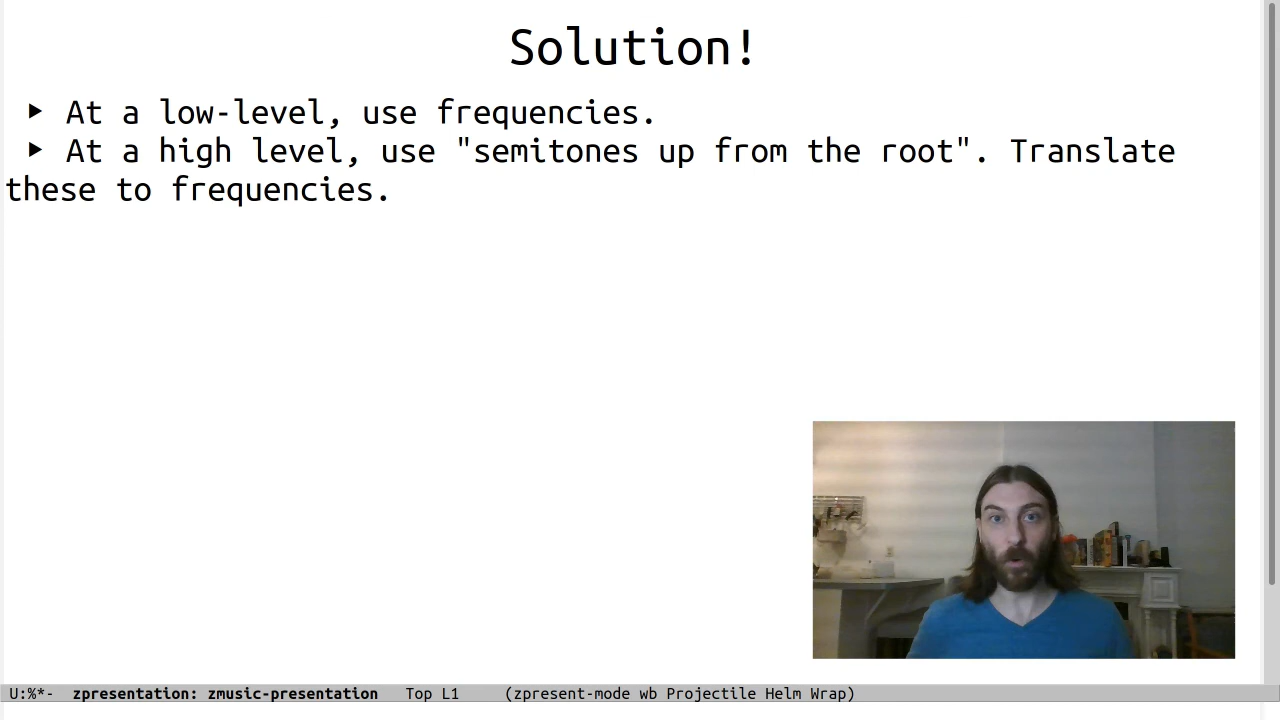 Solution!
▸ At a low-level, use frequencies.
▸ At a high level, use "semitones up from the root". Translate
these to frequencies.
U:%*-  zpresentation: zmusic-presentation   Top L1     (zpresent-mode wb Projectile Helm Wrap)